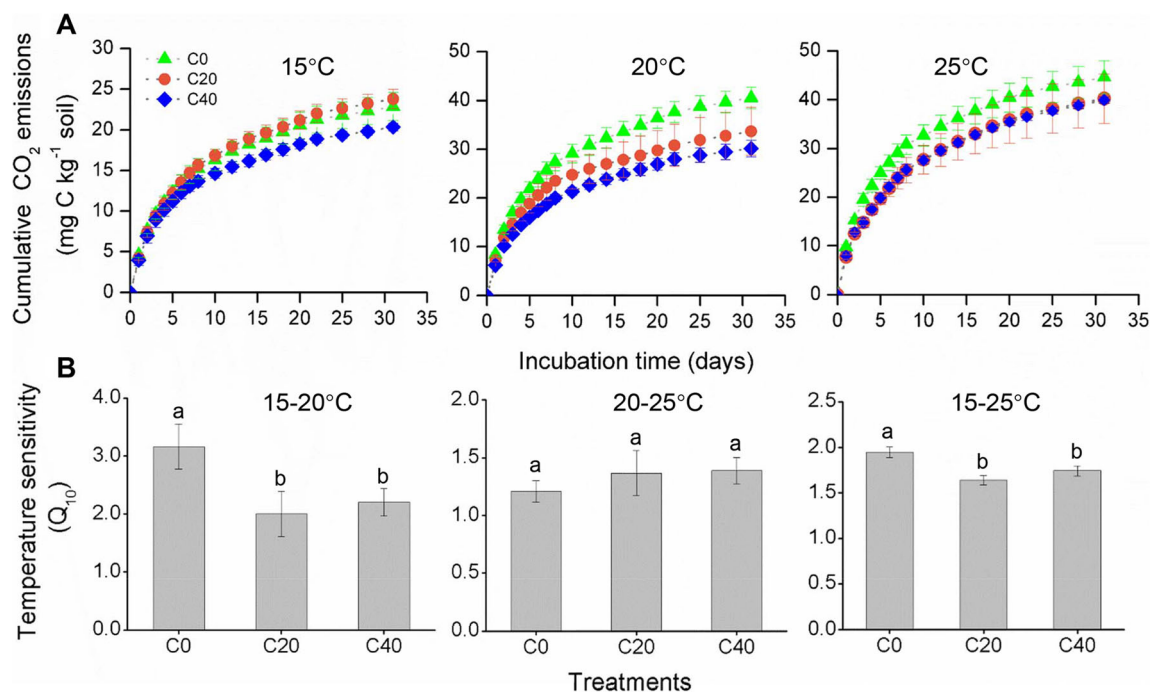 A
Cumulative CO₂ emissions
(mg C kg⁻¹ soil)
30
25
20
15
10
5
0
C0
C20
C40
15°C
0 5 10 15 20 25 30 35
50
40
30
20
10
0
20°C
0 5 10 15 20 25 30 35
50
40
30
20
10
0
25°C
0 5 10 15 20 25 30 35
Incubation time (days)
B
Temperature sensitivity
(Q₁₀)
4.0
3.0
2.0
1.0
0.0
15-20°C
a b b
C0 C20 C40
2.0
1.5
1.0
0.5
0.0
20-25°C
a a a
C0 C20 C40
2.5
2.0
1.5
1.0
0.5
0.0
15-25°C
a b b
C0 C20 C40
Treatments